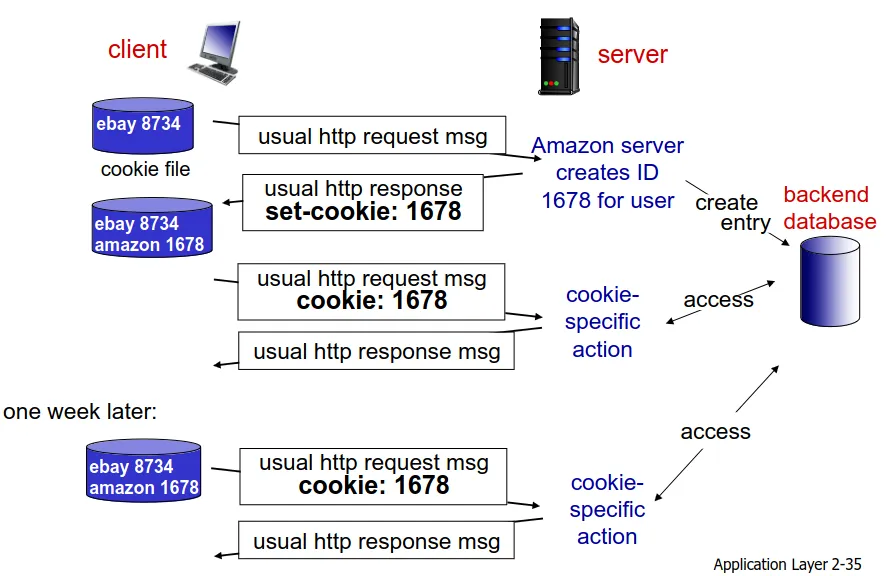 client
server
ebay 8734
cookie file
usual http request msg
Amazon server
creates ID
1678 for user
usual http response
set-cookie: 1678
ebay 8734
amazon 1678
create
entry
backend
database
usual http request msg
cookie: 1678
cookie-
specific
action
access
usual http response msg
one week later:
access
ebay 8734
amazon 1678
usual http request msg
cookie: 1678
cookie-
specific
action
usual http response msg
Application Layer 2-35